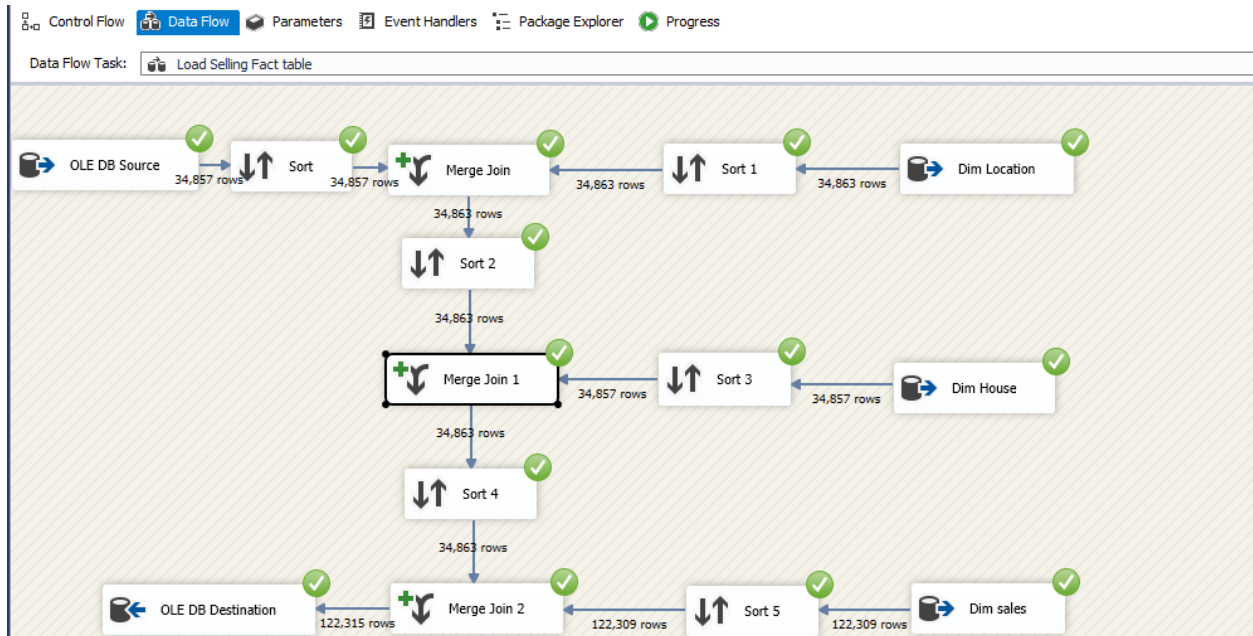 Control Flow
Data Flow
Parameters
Event Handlers
Package Explorer
Progress
Data Flow Task:
Load Selling Fact table
OLE DB Source
34,857 rows
Sort
34,857 rows
Merge Join
34,863 rows
Sort 1
34,863 rows
Dim Location
34,863 rows
Sort 2
34,863 rows
Merge Join 1
34,857 rows
Sort 3
34,857 rows
Dim House
34,863 rows
Sort 4
34,863 rows
OLE DB Destination
122,315 rows
Merge Join 2
122,309 rows
Sort 5
122,309 rows
Dim sales